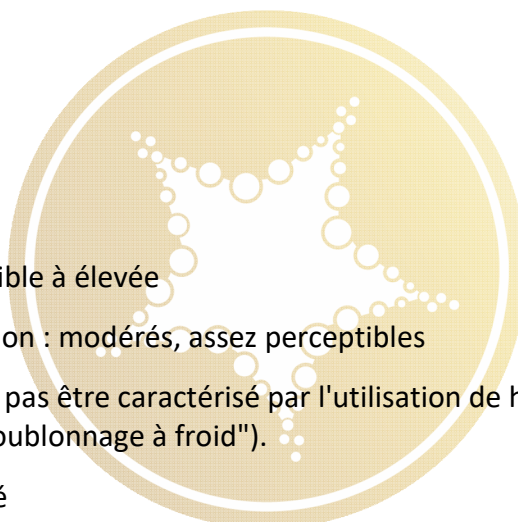 ible à élevée
on : modérés, assez perceptibles
pas être caractérisé par l'utilisation de h
oublonnage à froid").
é